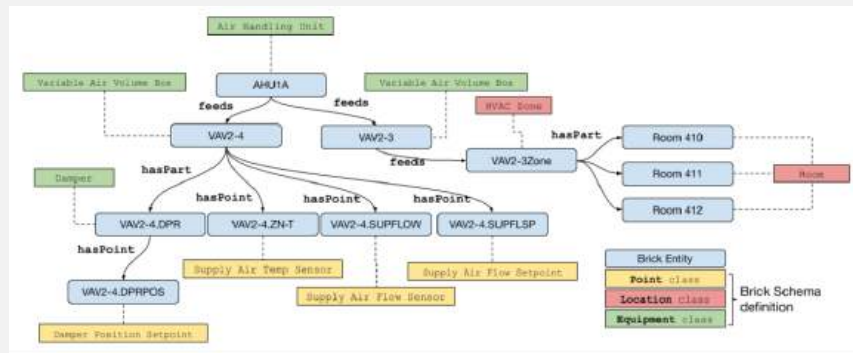 Air Handling Unit
Variable Air Volume Box
AHU1A
Variable Air Volume Box
feeds
feeds
HVAC Zone
VAV2-4
VAV2-3
hasPart
Room 410
feeds
VAV2-3Zone
Room 411
Room
Damper
hasPart
hasPoint
hasPoint
hasPoint
Room 412
VAV2-4.DPR
VAV2-4.ZN-T
VAV2-4.SUPFLOW
VAV2-4.SUPFLSP
hasPoint
Supply Air Temp Sensor
Supply Air Flow Setpoint
Brick Entity
VAV2-4.DPRPOS
Supply Air Flow Sensor
Point class
Location class
Equipment class
Brick Schema
definition
Damper Position Setpoint